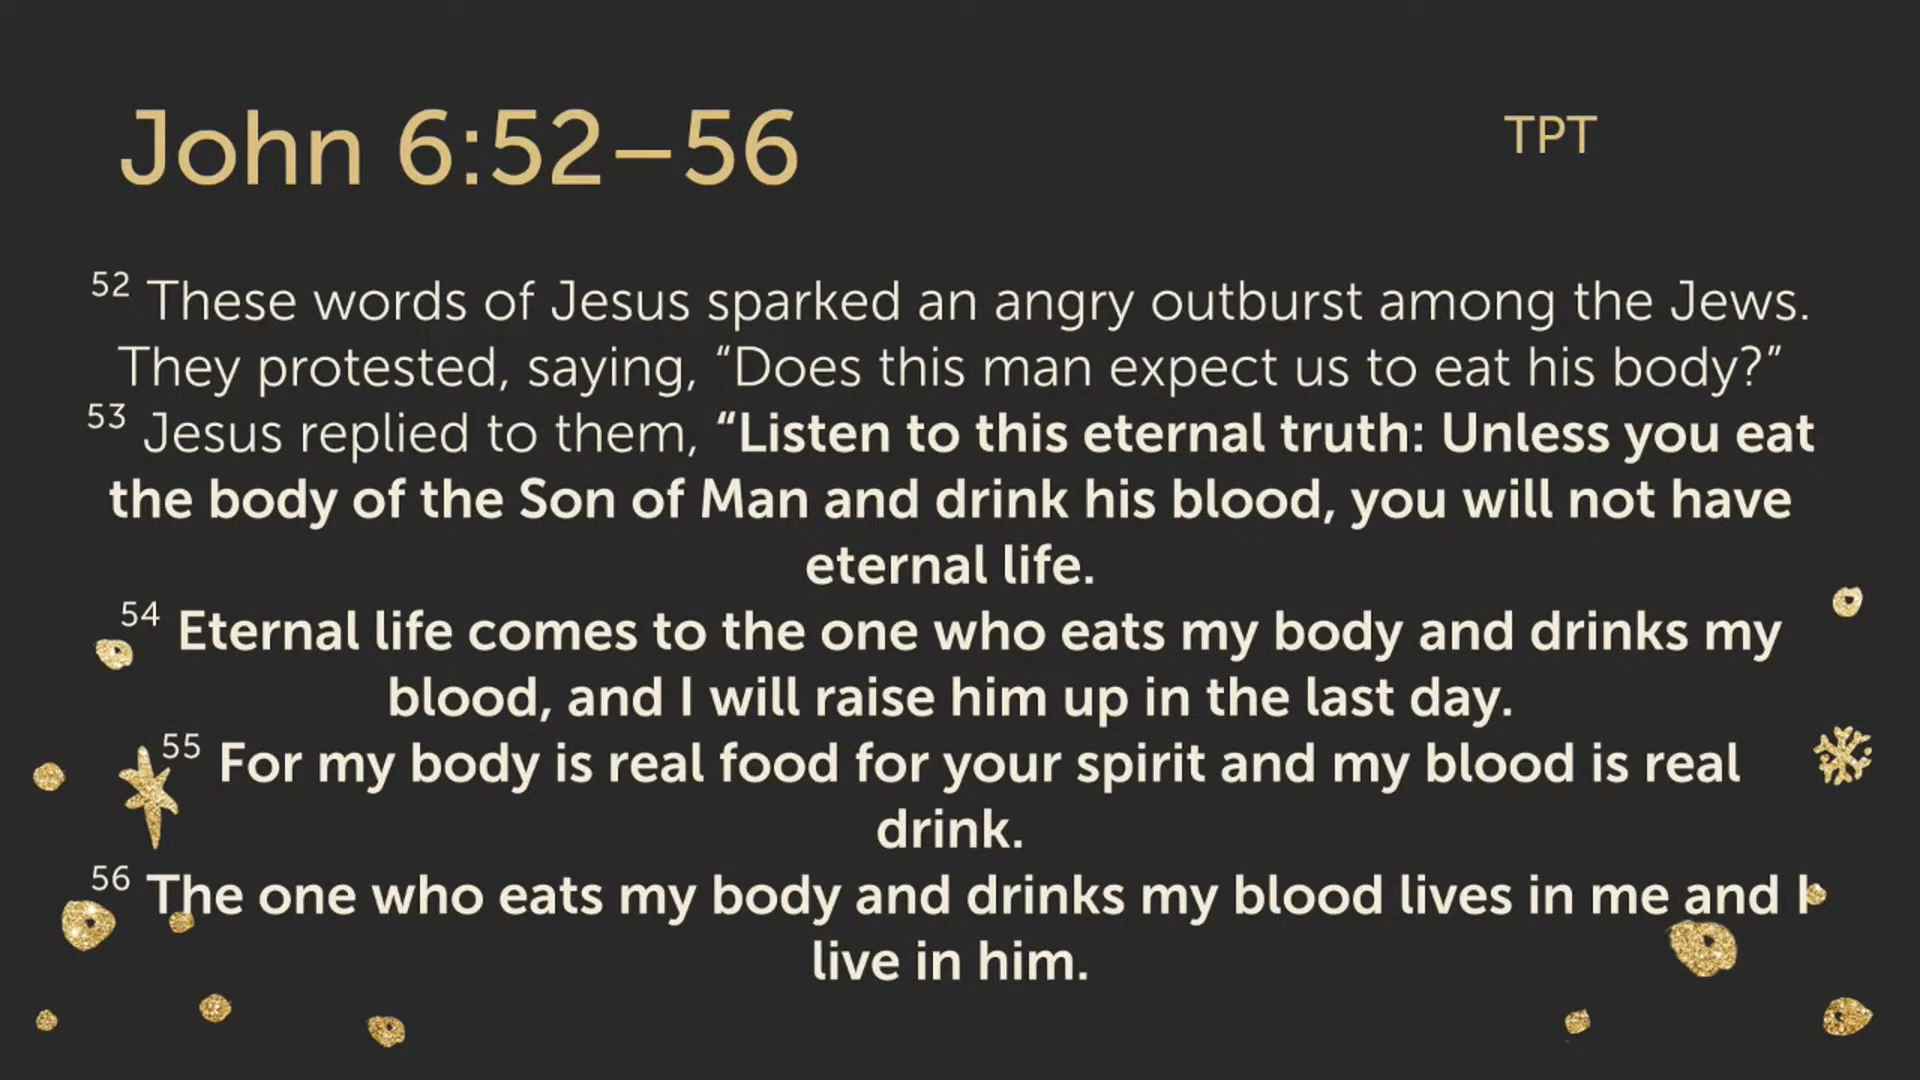 John 6:52–56
TPT
52 These words of Jesus sparked an angry outburst among the Jews.
They protested, saying, “Does this man expect us to eat his body?”
53 Jesus replied to them, “Listen to this eternal truth: Unless you eat
the body of the Son of Man and drink his blood, you will not have
eternal life.
54 Eternal life comes to the one who eats my body and drinks my
blood, and I will raise him up in the last day.
55 For my body is real food for your spirit and my blood is real
drink.
56 The one who eats my body and drinks my blood lives in me and I
live in him.